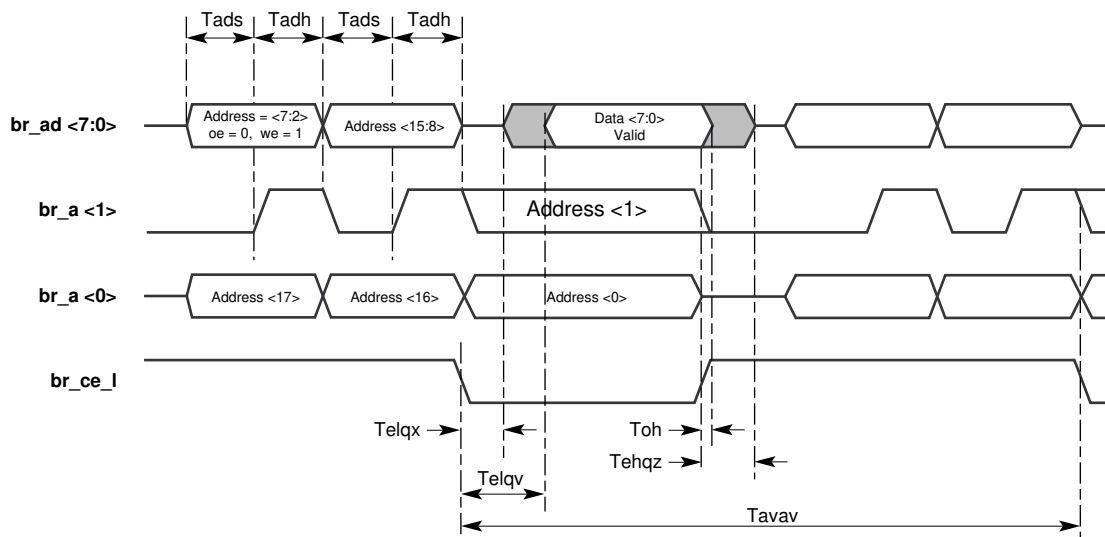 Tads Tadh Tads Tadh
br_ad <7:0>
Address = <7:2>
oe = 0, we = 1
Address <15:8>
Data <7:0>
Valid
br_a <1>
Address <1>
br_a <0>
Address <17>
Address <16>
Address <0>
br_ce_l
Telqx
Toh
Tehqz
Telqv
Tavav